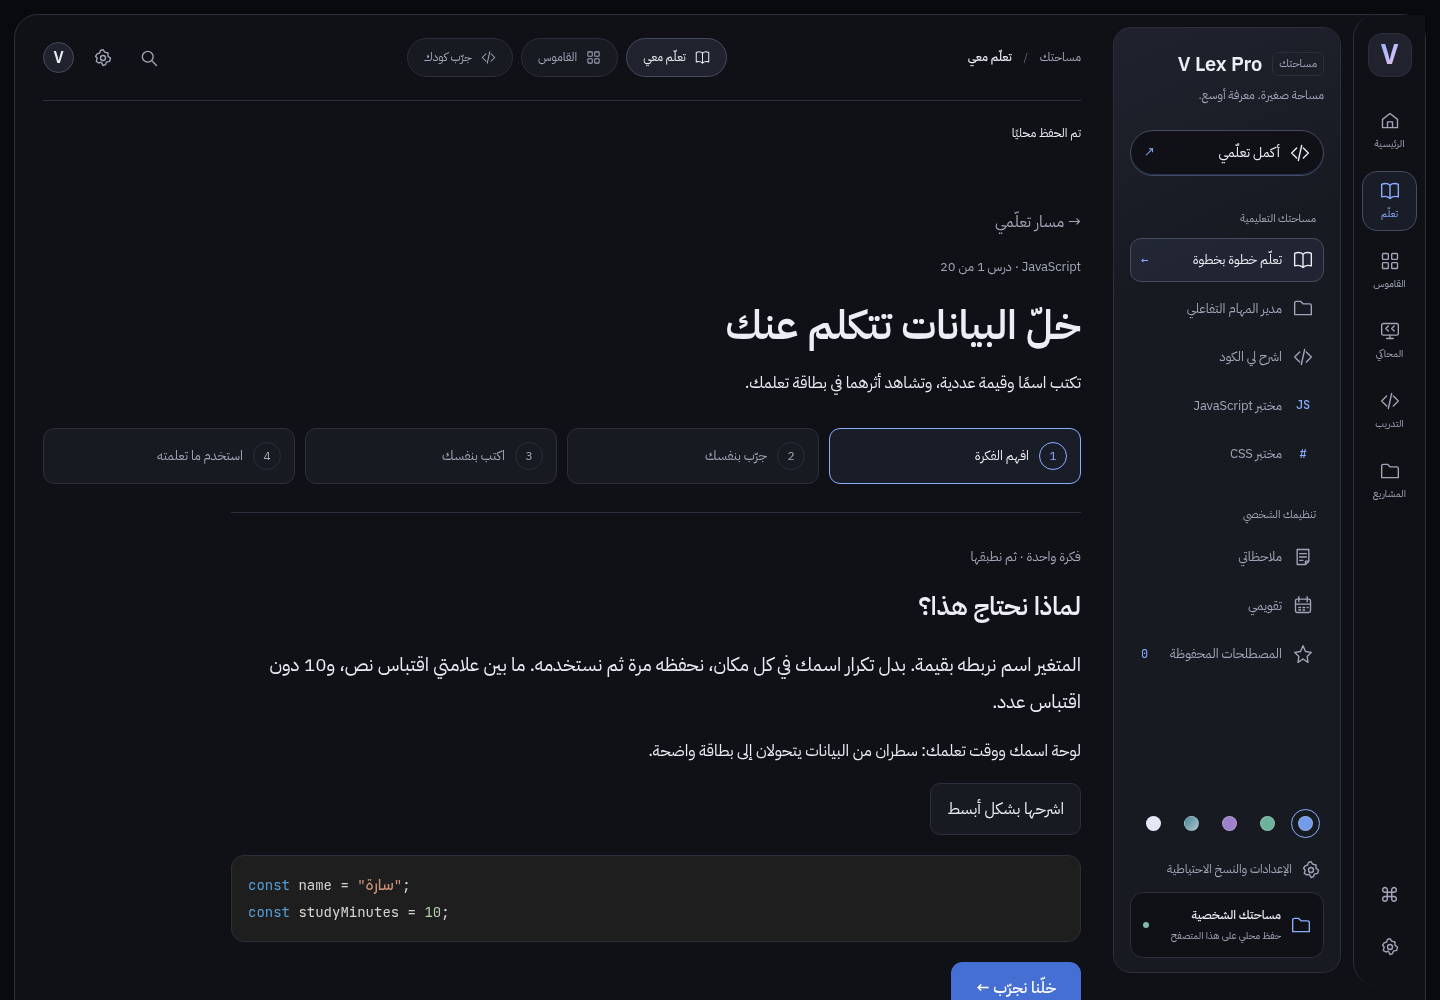 V
الرئيسية
تعلّم
القاموس
المحاكي
التدريب
المشاريع
مساحتك
V Lex Pro
مساحة صغيرة. معرفة أوسع.
أكمل تعلّمي ↗
مساحتك التعليمية
تعلّم خطوة بخطوة ←
مدير المهام التفاعلي
اشرح لي الكود
JS مختبر JavaScript
# مختبر CSS
تنظيمك الشخصي
ملاحظاتي
تقويمي
المصطلحات المحفوظة 0
الإعدادات والنسخ الاحتياطية
مساحتك الشخصية
حفظ محلي على هذا المتصفح
مساحتك / تعلّم معي
تعلّم معي
القاموس
جرّب كودك
V
تم الحفظ محليًا
→ مسار تعلّمي
JavaScript · درس 1 من 20
خلّ البيانات تتكلم عنك
تكتب اسمًا وقيمة عددية، وتشاهد أثرهما في بطاقة تعلمك.
1 افهم الفكرة
2 جرّب بنفسك
3 اكتب بنفسك
4 استخدم ما تعلمته
فكرة واحدة · ثم نطبقها
لماذا نحتاج هذا؟
المتغير اسم نربطه بقيمة. بدل تكرار اسمك في كل مكان، نحفظه مرة ثم نستخدمه. ما بين علامتي اقتباس نص، و10 دون
اقتباس عدد.
لوحة اسمك ووقت تعلمك: سطران من البيانات يتحولان إلى بطاقة واضحة.
اشرحها بشكل أبسط
const name = "سارة";
const studyMinutes = 10;
خلّنا نجرّب ←